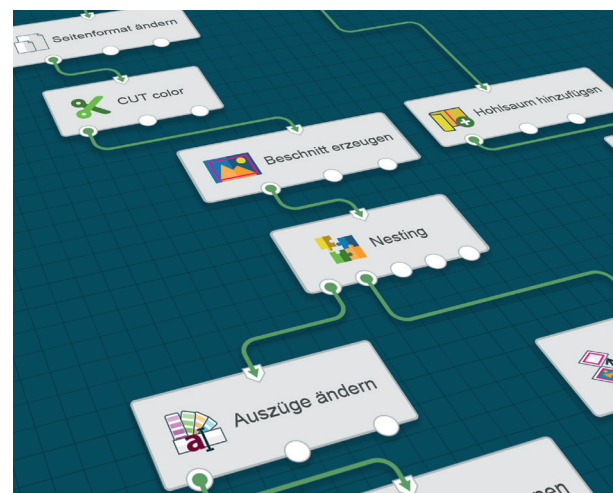 Seitenformat ändern
CUT color
Hohlsaum hinzufügen
Beschnitt erzeugen
Nesting
Auszüge ändern